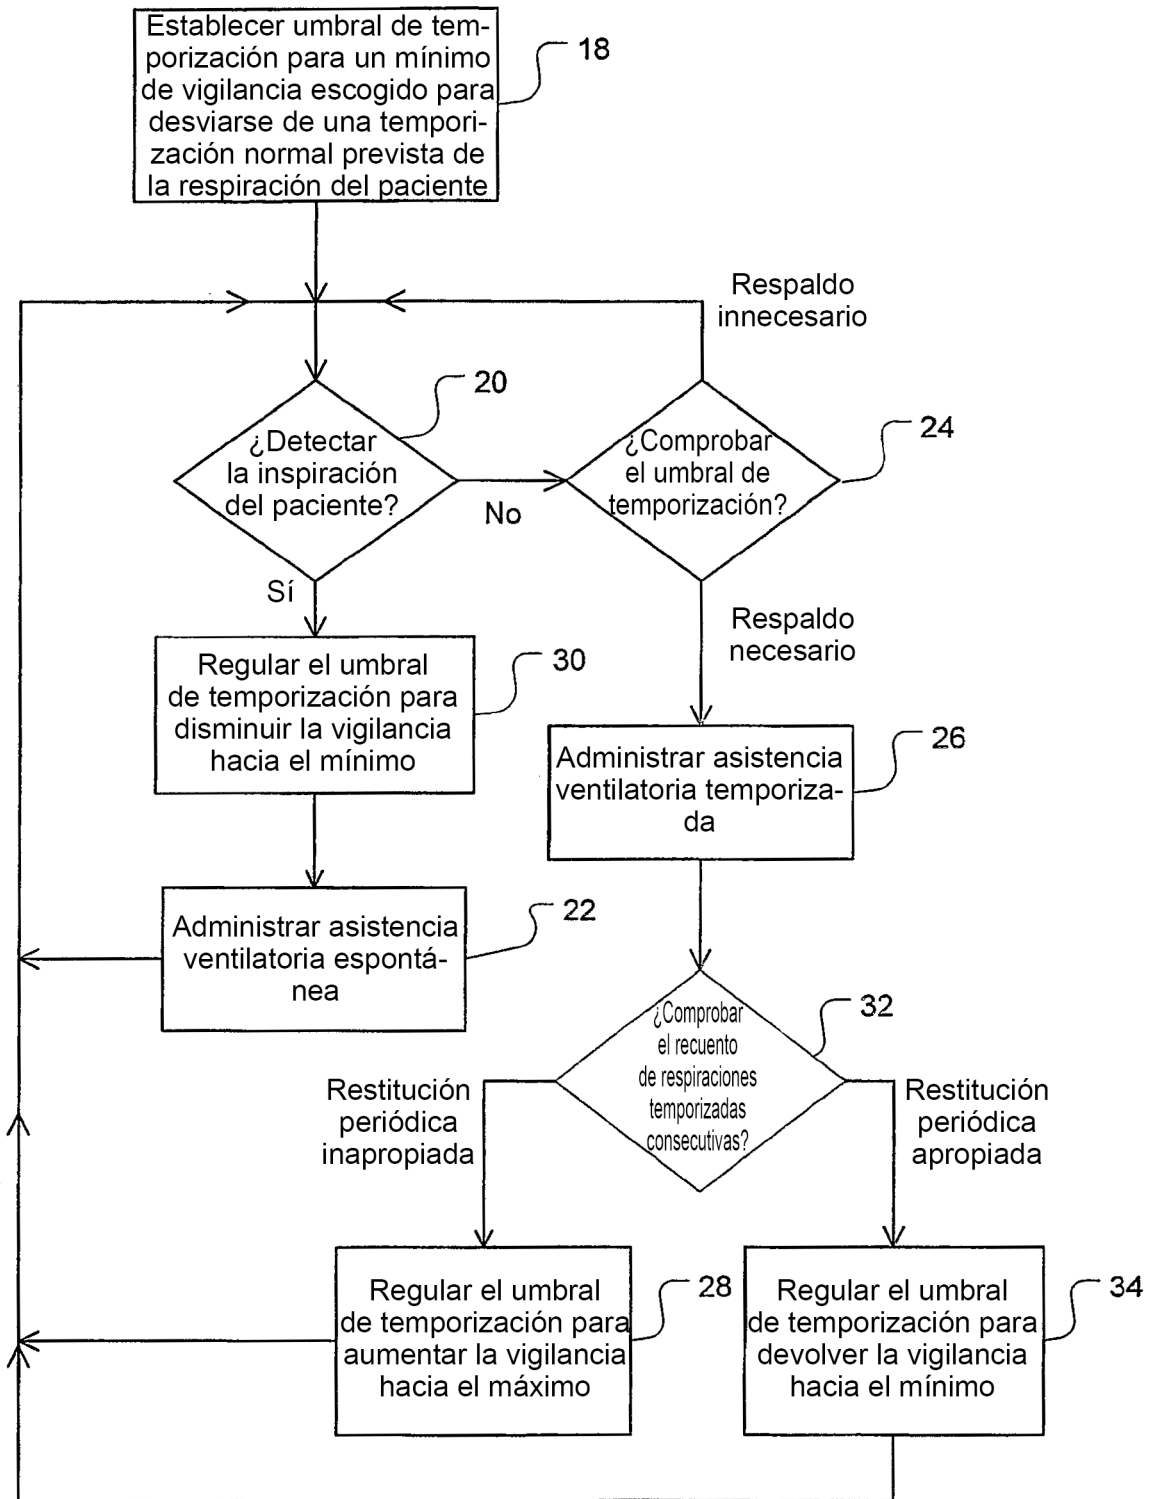 Establecer umbral de tem-
porización para un mínimo
de vigilancia escogido para
desviarse de una tempori-
zación normal prevista de
la respiración del paciente
18
Respaldo
innecesario
20
¿Detectar
la inspiración
del paciente?
No
Sí
24
¿Comprobar
el umbral de
temporización?
Respaldo
necesario
30
Regular el umbral
de temporización para
disminuir la vigilancia
hacia el mínimo
26
Administrar asistencia
ventilatoria temporiza-
da
22
Administrar asistencia
ventilatoria espontá-
nea
32
¿Comprobar
el recuento
de respiraciones
temporizadas
consecutivas?
Restitución
periódica
inapropiada
Restitución
periódica
apropiada
28
Regular el umbral
de temporización para
aumentar la vigilancia
hacia el máximo
34
Regular el umbral
de temporización para
devolver la vigilancia
hacia el mínimo